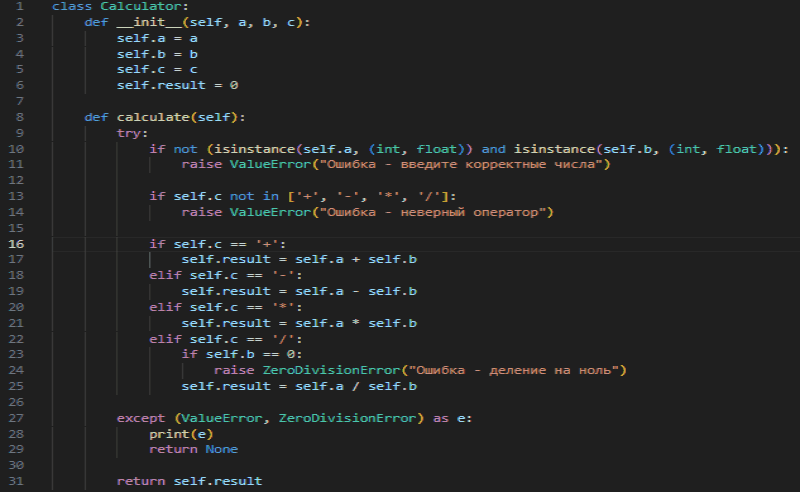 1 class Calculator:
2     def __init__(self, a, b, c):
3         self.a = a
4         self.b = b
5         self.c = c
6         self.result = 0
7
8     def calculate(self):
9         try:
10             if not (isinstance(self.a, (int, float)) and isinstance(self.b, (int, float))):
11                 raise ValueError("Ошибка - введите корректные числа")
12
13             if self.c not in ['+', '-', '*', '/']:
14                 raise ValueError("Ошибка - неверный оператор")
15
16             if self.c == '+':
17                 self.result = self.a + self.b
18             elif self.c == '-':
19                 self.result = self.a - self.b
20             elif self.c == '*':
21                 self.result = self.a * self.b
22             elif self.c == '/':
23                 if self.b == 0:
24                     raise ZeroDivisionError("Ошибка - деление на ноль")
25                 self.result = self.a / self.b
26
27         except (ValueError, ZeroDivisionError) as e:
28             print(e)
29             return None
30
31         return self.result